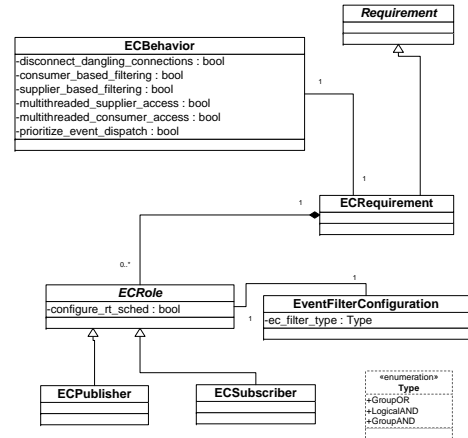 Requirement
ECBehavior
-disconnect_dangling_connections : bool
-consumer_based_filtering : bool
-supplier_based_filtering : bool
-multithreaded_supplier_access : bool
-multithreaded_consumer_access : bool
-prioritize_event_dispatch : bool
1
1
ECRequirement
1
0..*
ECRole
-configure_rt_sched : bool
1
1
EventFilterConfiguration
-ec_filter_type : Type
ECPublisher
ECSubscriber
«enumeration»
Type
+GroupOR
+LogicalAND
+GroupAND